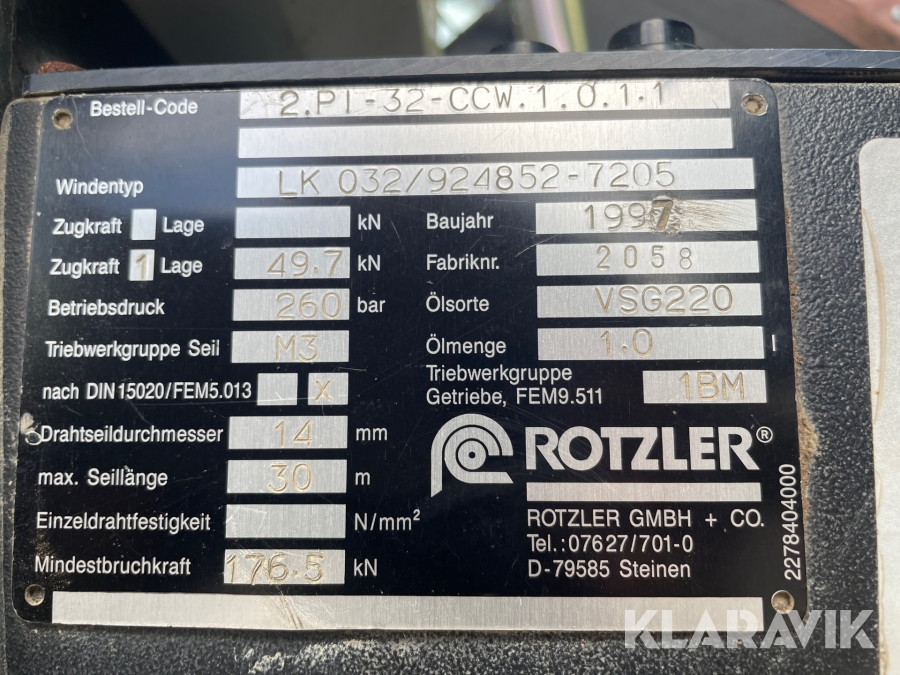 Bestell-Code 2.PI-32-CCW.1.0.1.1
Windentyp LK 032/924852-7205
Zugkraft Lage kN
Baujahr 1997
Zugkraft 1 Lage 49.7 kN
Fabriknr. 2058
Betriebsdruck 260 bar
Ölsorte VSG220
Triebwerkgruppe Seil M3
Ölmenge 1.0 l
nach DIN 15020/FEM5.013 X
Triebwerkgruppe
Getriebe, FEM9.511 1BM
Drahtseildurchmesser 14 mm
max. Seillänge 30 m
Einzeldrahtfestigkeit N/mm²
Mindestbruchkraft 176.5 kN
ROTZLER®
ROTZLER GMBH + CO.
Tel.: 07627/701-0
D-79585 Steinen
2278404000
KLARAVIK